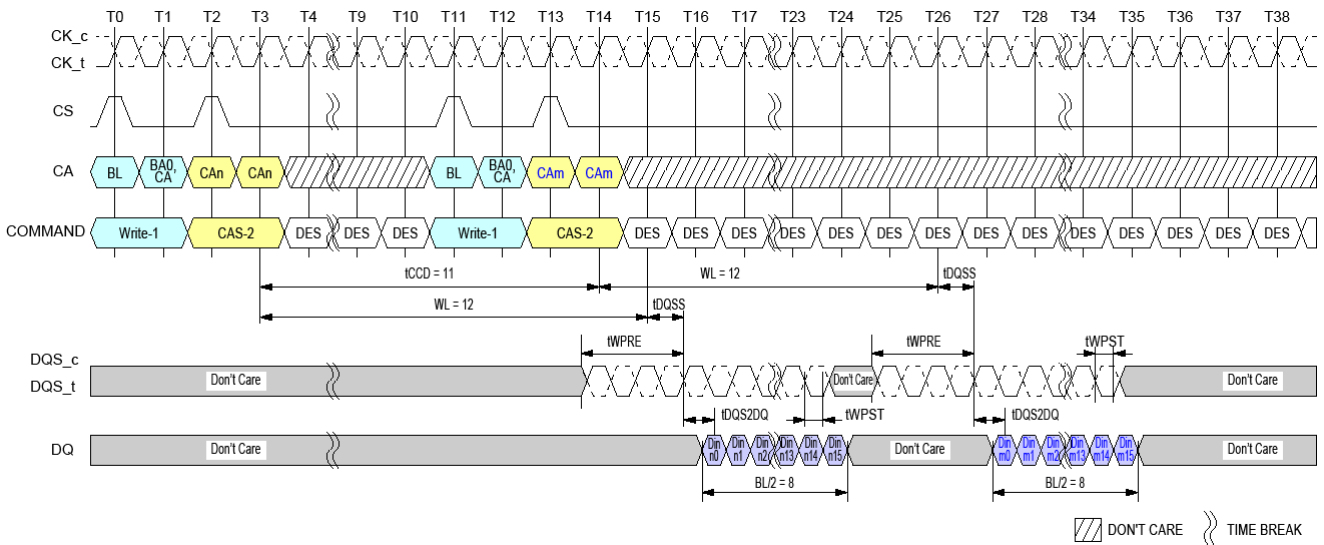 T0 T1 T2 T3 T4 T9 T10 T11 T12 T13 T14 T15 T16 T17 T23 T24 T25 T26 T27 T28 T34 T35 T36 T37 T38
CK_c
CK_t
CS
CA BL BA0, CA CAn CAn BL BA0, CA CAm CAm
COMMAND Write-1 CAS-2 DES DES DES Write-1 CAS-2 DES DES DES DES DES DES DES DES DES DES DES DES DES DES
tCCD = 11 WL = 12 tDQSS
WL = 12 tDQSS
tWPRE tWPRE tWPST
DQS_c
DQS_t Don't Care Don't Care Don't Care
tDQS2DQ tWPST tDQS2DQ
DQ Don't Care Din n0 Din n1 Din n2 Din n13 Din n14 Din n15 Don't Care Din m0 Din m1 Din m2 Din m13 Din m14 Din m15 Don't Care
BL/2 = 8 BL/2 = 8
DON'T CARE TIME BREAK